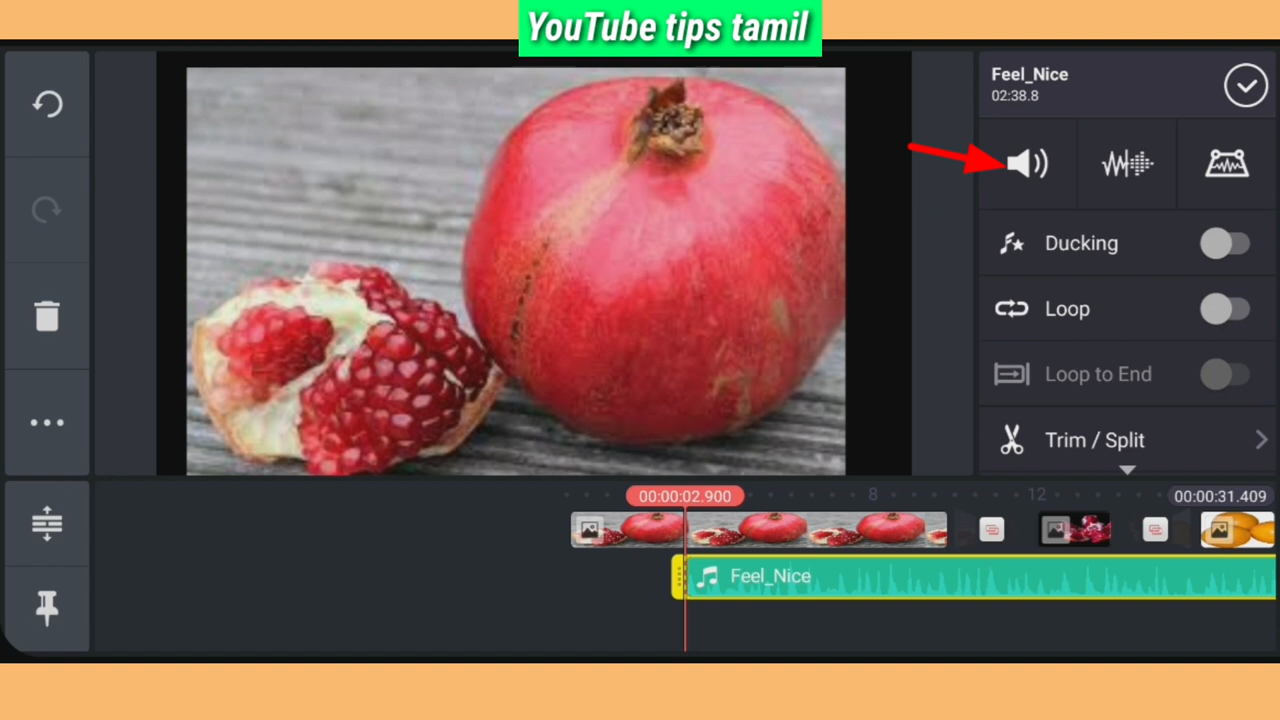 YouTube tips tamil
Feel_Nice
02:38.8
Ducking
Loop
Loop to End
Trim / Split
00:00:02.900
8
12
00:00:31.409
Feel_Nice